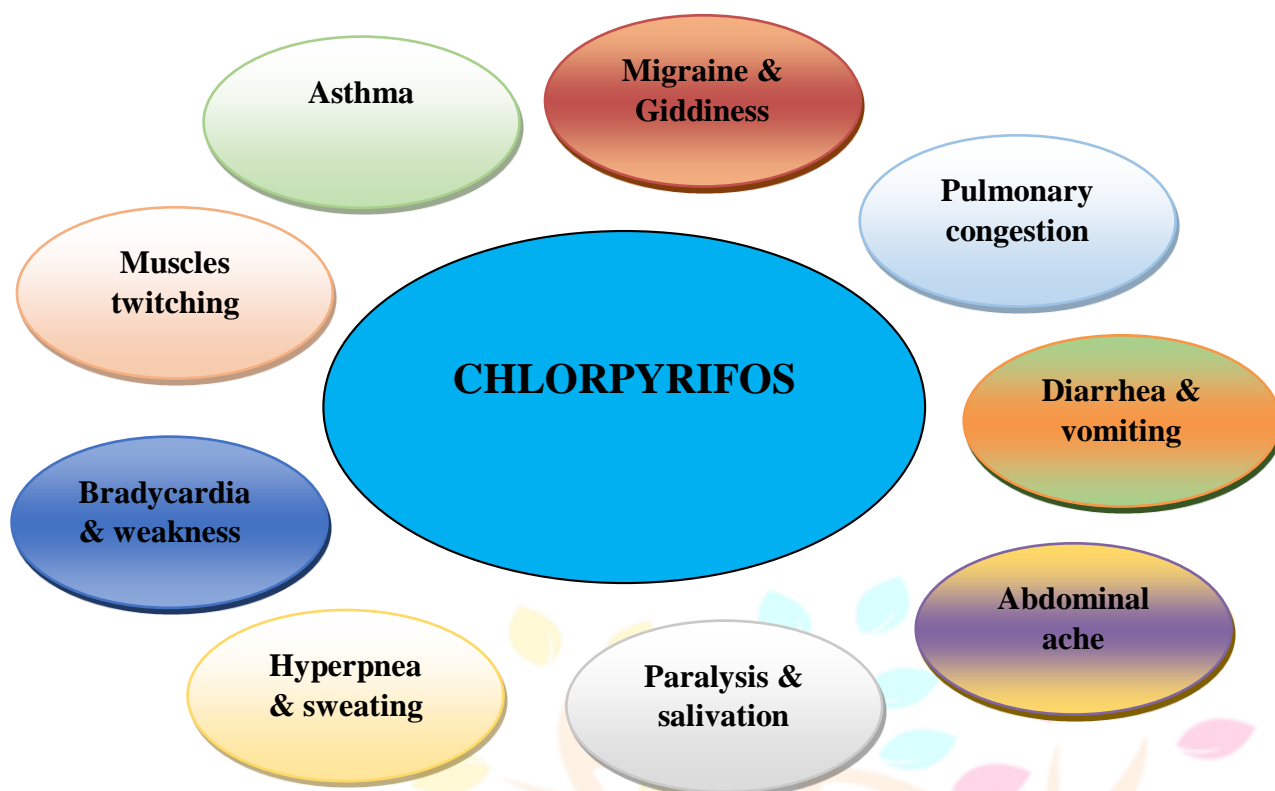 Asthma
Migraine &
Giddiness
Pulmonary
congestion
Muscles
twitching
CHLORPYRIFOS
Diarrhea &
vomiting
Bradycardia
& weakness
Abdominal
ache
Hyperpnea
& sweating
Paralysis &
salivation